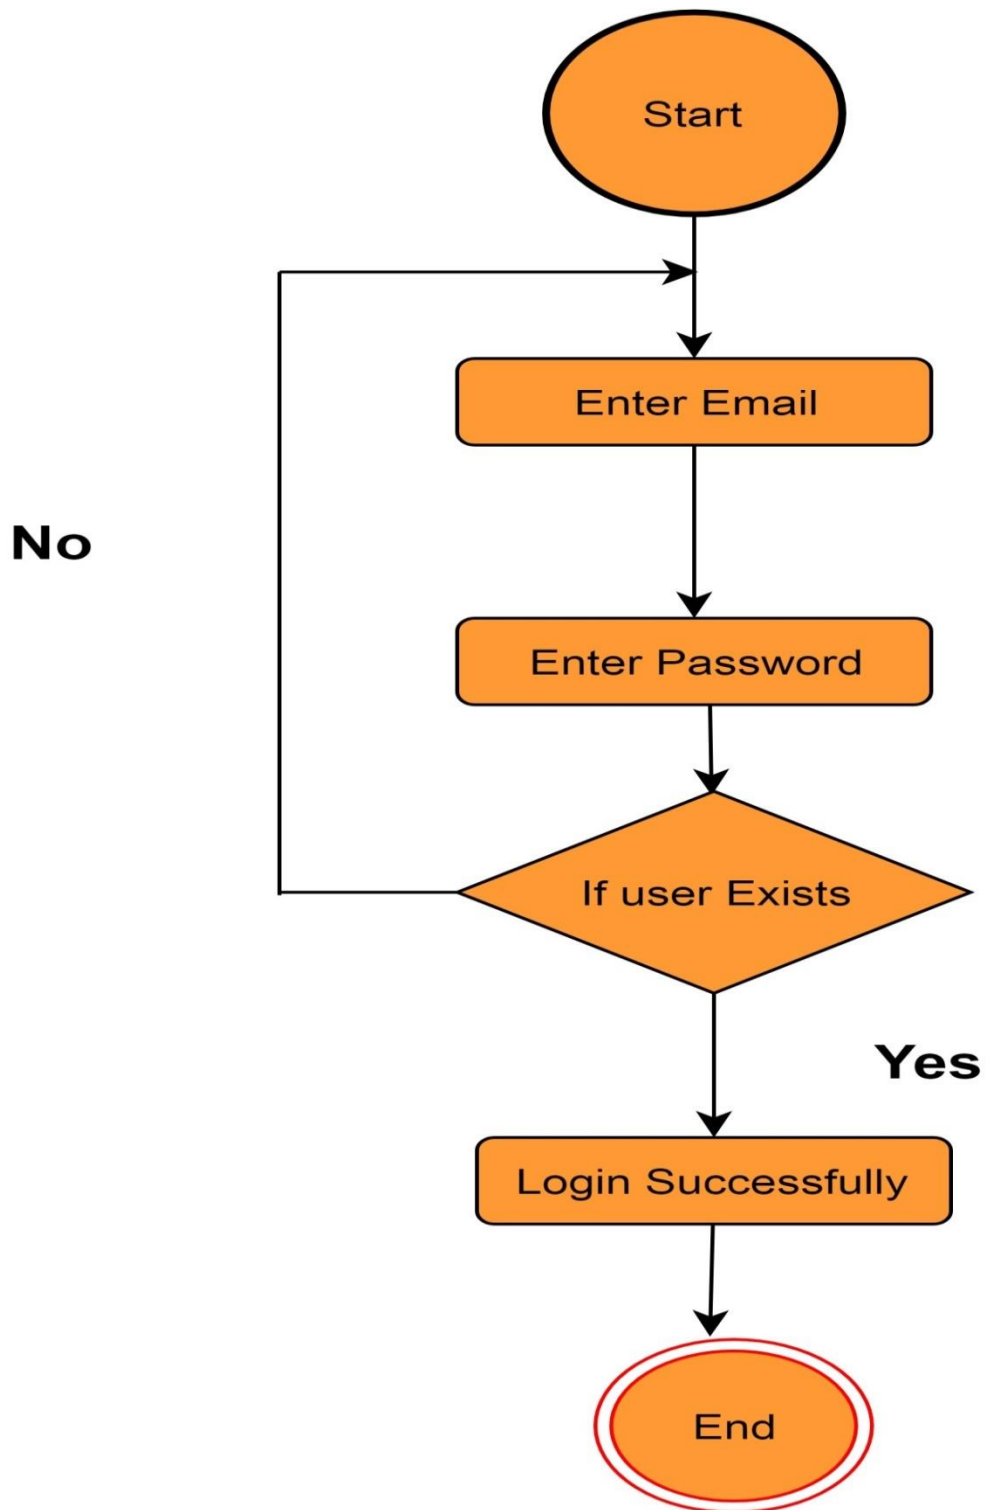 Start
Enter Email
No
Enter Password
If user Exists
Yes
Login Successfully
End